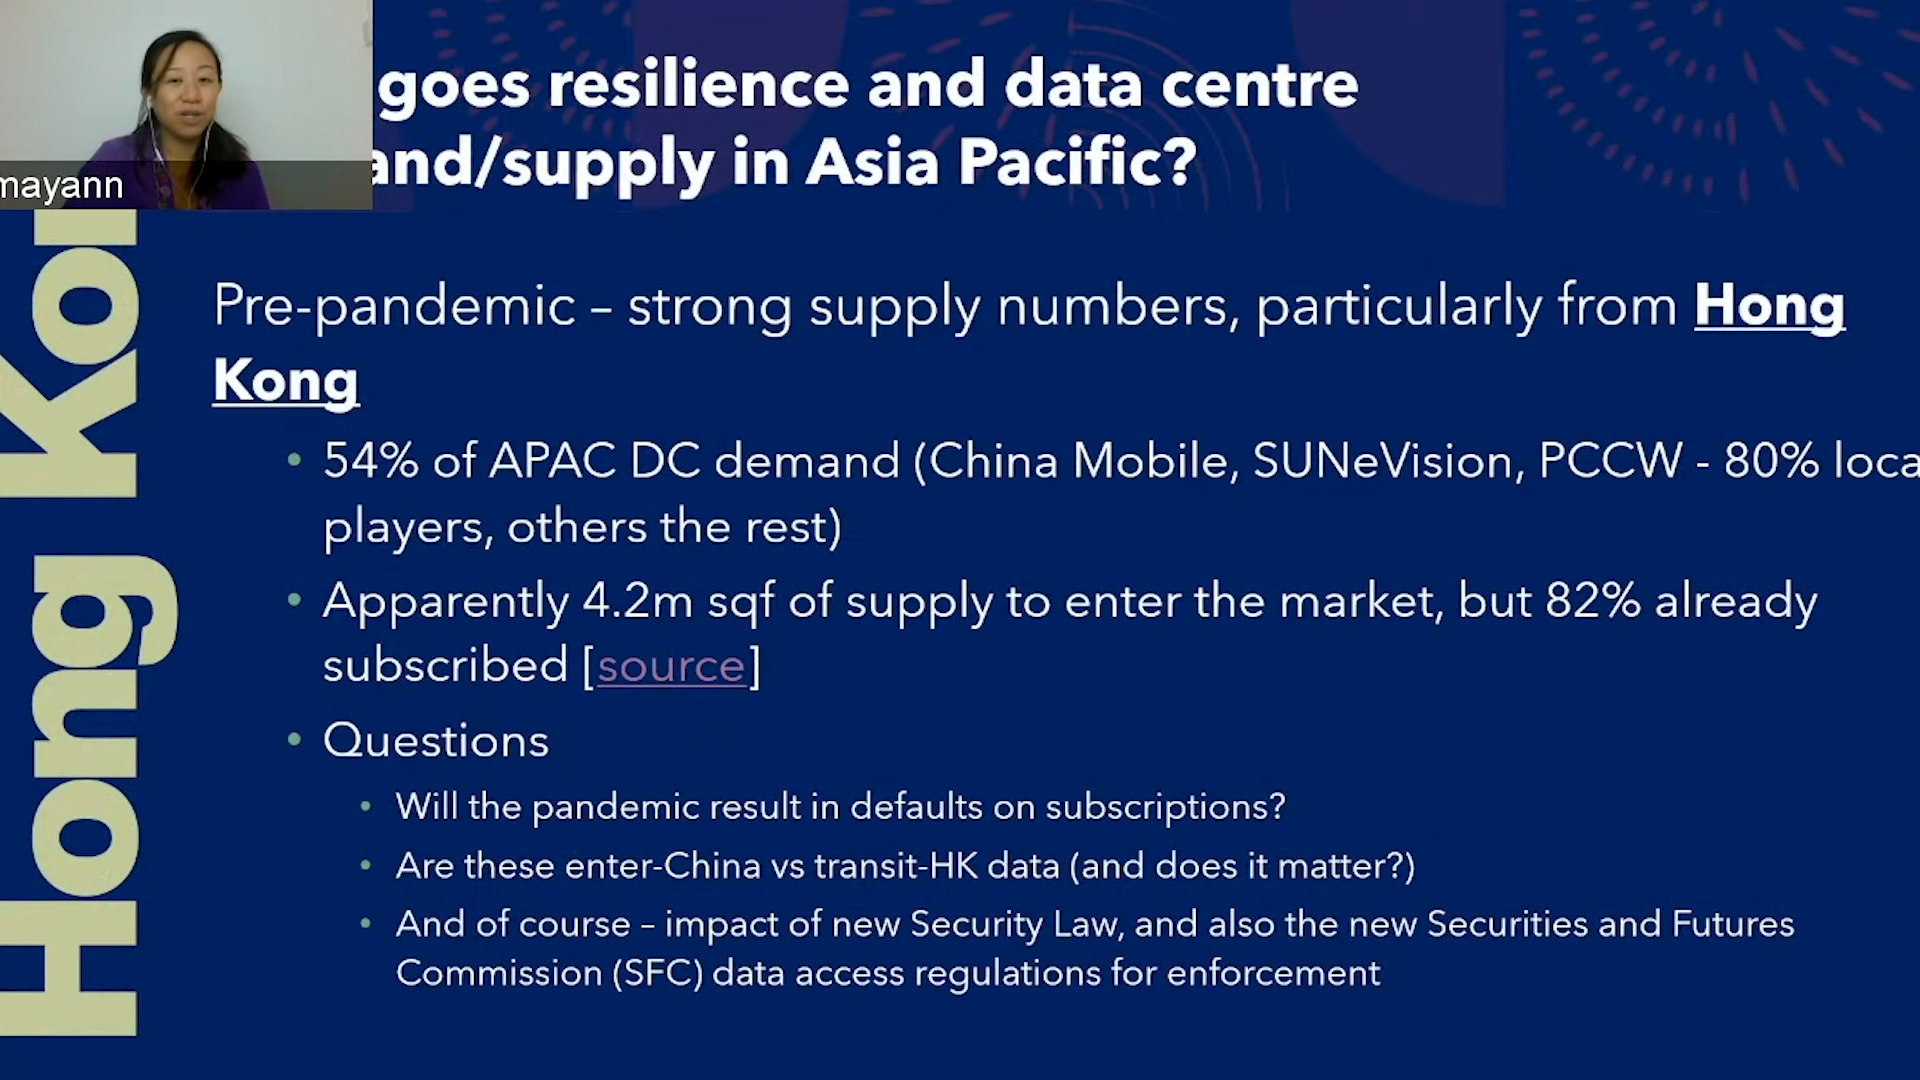 goes resilience and data centre
and/supply in Asia Pacific?
mayann
Hong Kon
Pre-pandemic – strong supply numbers, particularly from Hong
Kong
• 54% of APAC DC demand (China Mobile, SUNeVision, PCCW - 80% loca
players, others the rest)
• Apparently 4.2m sqf of supply to enter the market, but 82% already
subscribed [source]
• Questions
• Will the pandemic result in defaults on subscriptions?
• Are these enter-China vs transit-HK data (and does it matter?)
• And of course – impact of new Security Law, and also the new Securities and Futures
Commission (SFC) data access regulations for enforcement